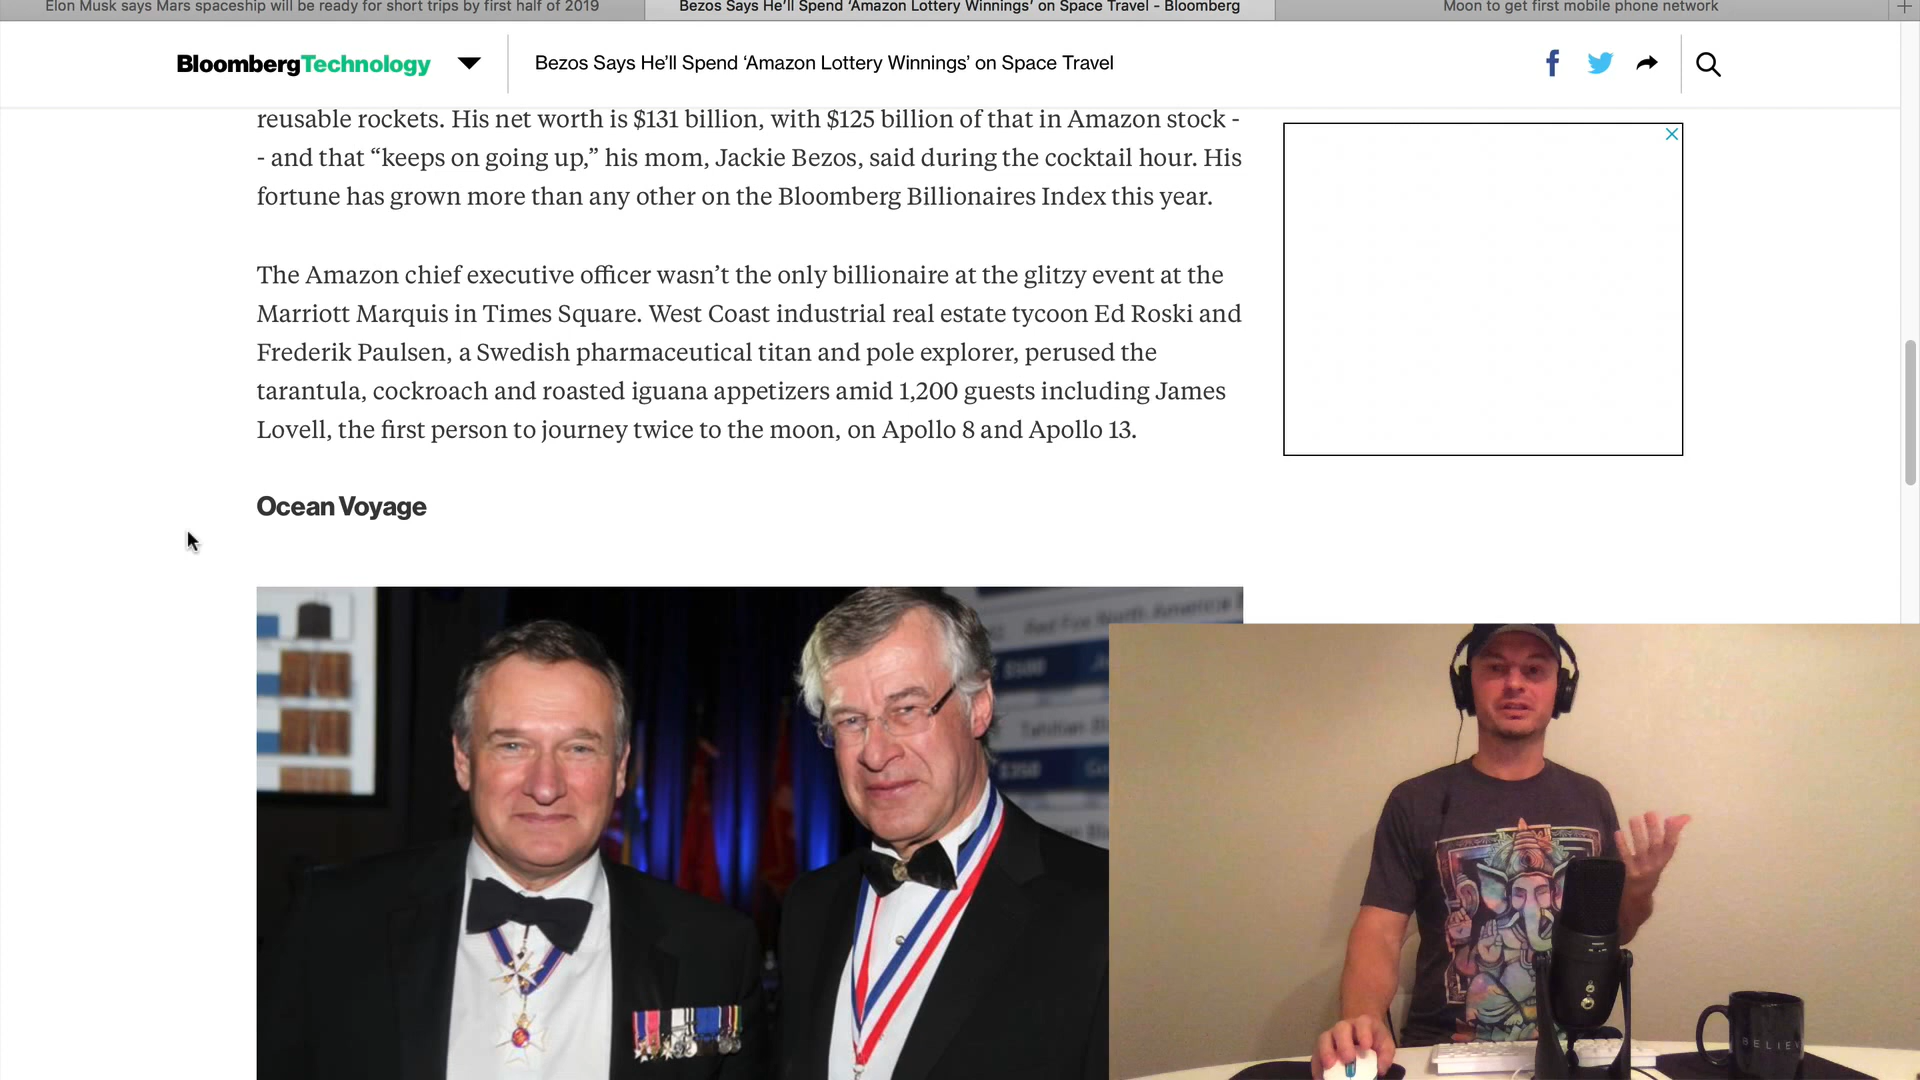 Elon Musk says Mars spaceship will be ready for short trips by first half of 2019
Bezos Says He'll Spend 'Amazon Lottery Winnings' on Space Travel - Bloomberg
Moon to get first mobile phone network
BloombergTechnology
Bezos Says He'll Spend ‘Amazon Lottery Winnings’ on Space Travel
reusable rockets. His net worth is $131 billion, with $125 billion of that in Amazon stock -
- and that “keeps on going up,” his mom, Jackie Bezos, said during the cocktail hour. His
fortune has grown more than any other on the Bloomberg Billionaires Index this year.
The Amazon chief executive officer wasn’t the only billionaire at the glitzy event at the
Marriott Marquis in Times Square. West Coast industrial real estate tycoon Ed Roski and
Frederik Paulsen, a Swedish pharmaceutical titan and pole explorer, perused the
tarantula, cockroach and roasted iguana appetizers amid 1,200 guests including James
Lovell, the first person to journey twice to the moon, on Apollo 8 and Apollo 13.
Ocean Voyage
Red Fox North America
$500
Tahitian
$350
BELIEV